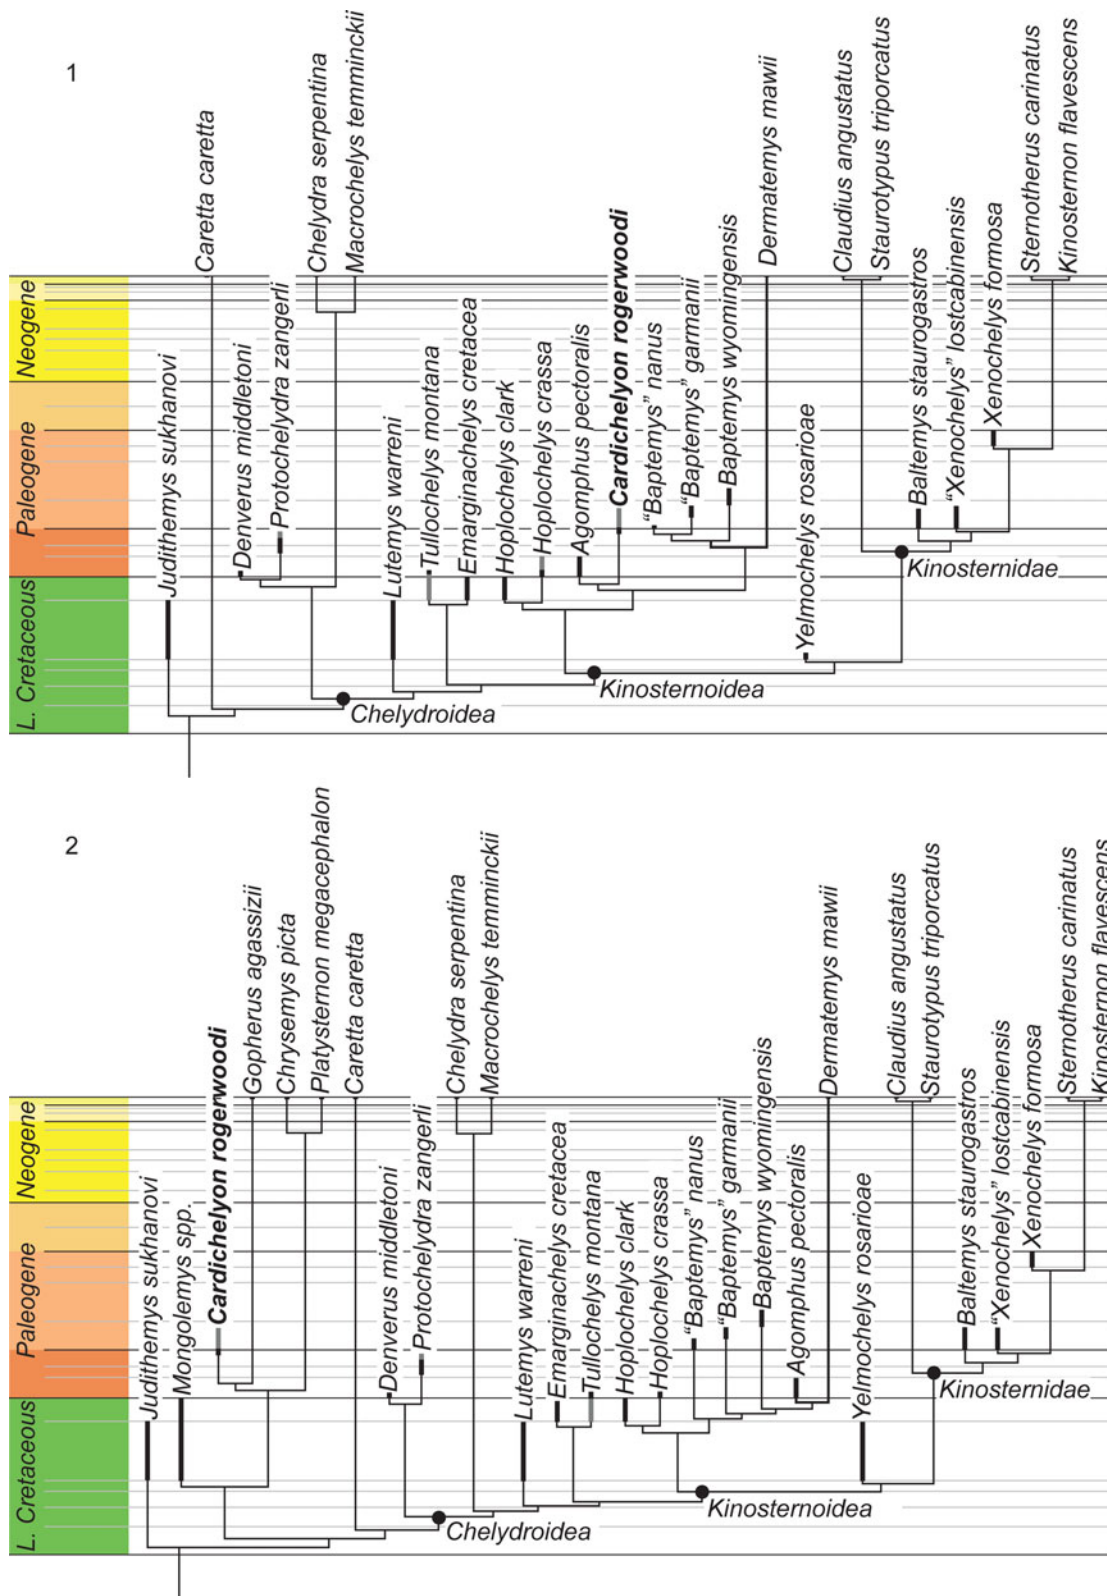 1
Neogene
Paleogene
L. Cretaceous
Judithemys sukhanovi
Caretta caretta
Denverus middletoni
Protochelydra zangerli
Chelydra serpentina
Macrochelys temminckii
Lutemys warreni
Tullochelys montana
Emarginachelys cretacea
Hoplochelys clark
Hoplochelys crassa
Agomphus pectoralis
Cardichelyon rogerwoodi
"Baptemys" nanus
"Baptemys" garmanii
Baptemys wyomingensis
Dermatemys mawii
Yelmochelys rosarioae
Claudius angustatus
Staurotypus triporcatus
Baltemys staurogastros
"Xenochelys" lostcabinensis
Xenochelys formosa
Sternotherus carinatus
Kinosternon flavescens
Kinosternidae
Kinosternoidea
Chelydroidea
2
Neogene
Paleogene
L. Cretaceous
Judithemys sukhanovi
Mongolemys spp.
Cardichelyon rogerwoodi
Gopherus agassizii
Chrysemys picta
Platysternon megacephalon
Caretta caretta
Denverus middletoni
Protochelydra zangerli
Chelydra serpentina
Macrochelys temminckii
Lutemys warreni
Emarginachelys cretacea
Tullochelys montana
Hoplochelys clark
Hoplochelys crassa
"Baptemys" nanus
"Baptemys" garmanii
Baptemys wyomingensis
Agomphus pectoralis
Dermatemys mawii
Yelmochelys rosarioae
Claudius angustatus
Staurotypus triporcatus
Baltemys staurogastros
"Xenochelys" lostcabinensis
Xenochelys formosa
Sternotherus carinatus
Kinosternon flavescens
Kinosternidae
Kinosternoidea
Chelydroidea